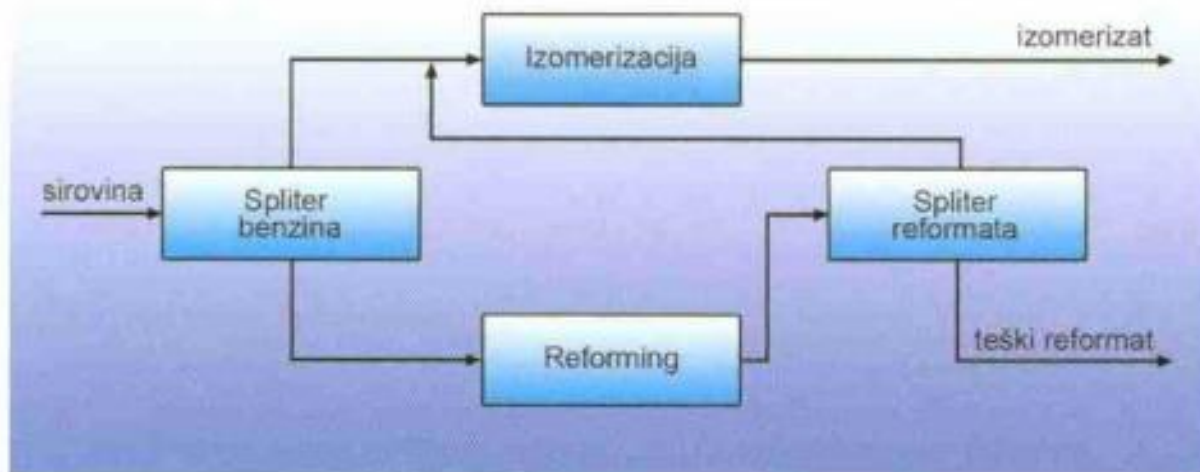 Izomerizacija
izomerizat
sirovina
Spliter
benzina
Spliter
reformata
Reforming
teški reformat